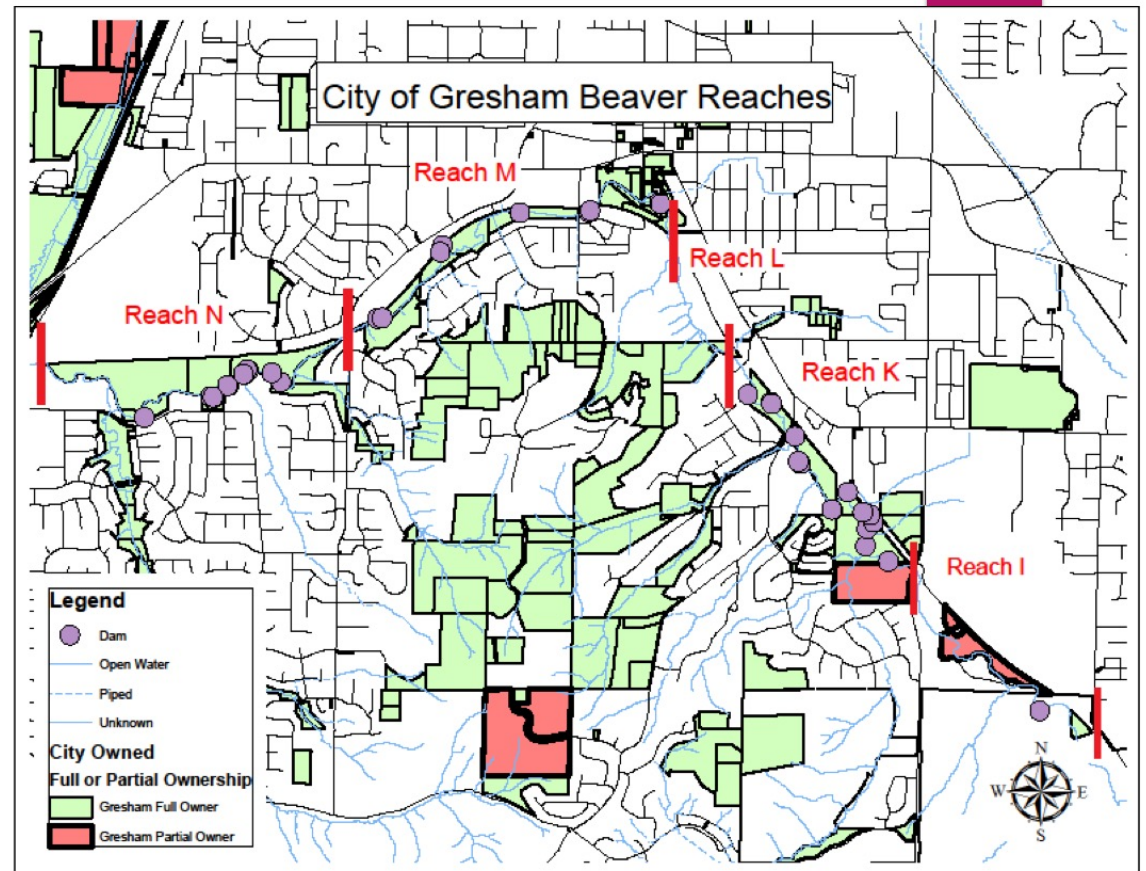 City of Gresham Beaver Reaches
Reach M
Reach L
Reach N
Reach K
Reach I
Legend
Dam
Open Water
Piped
Unknown
City Owned
Full or Partial Ownership
Gresham Full Owner
Gresham Partial Owner
N
W E
S